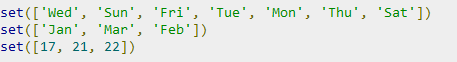 set(['Wed', 'Sun', 'Fri', 'Tue', 'Mon', 'Thu', 'Sat'])
set(['Jan', 'Mar', 'Feb'])
set([17, 21, 22])